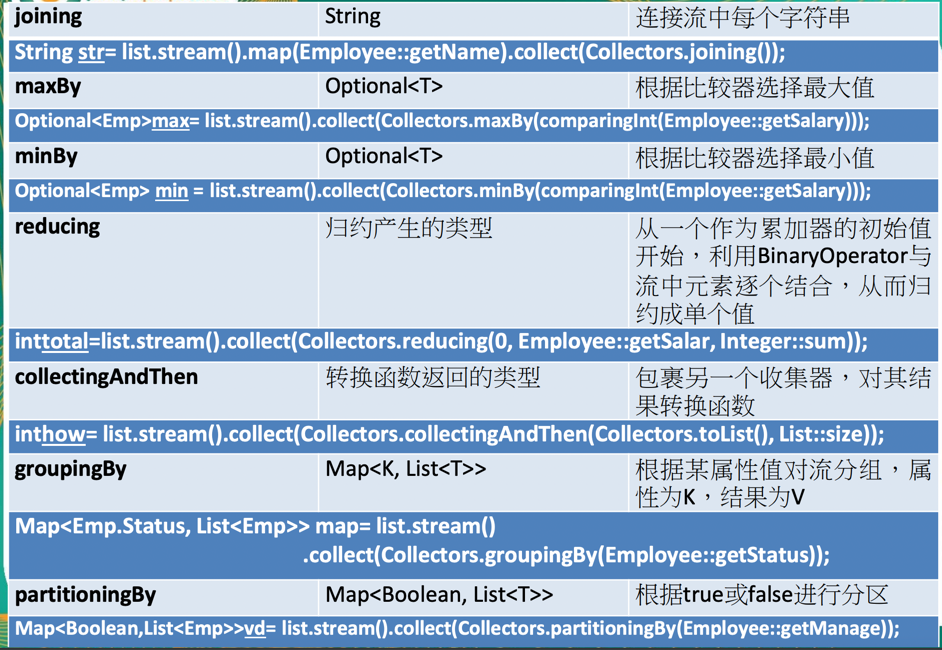 joining String 连接流中每个字符串
String str= list.stream().map(Employee::getName).collect(Collectors.joining());
maxBy Optional<T> 根据比较器选择最大值
Optional<Emp>max= list.stream().collect(Collectors.maxBy(comparingInt(Employee::getSalary)));
minBy Optional<T> 根据比较器选择最小值
Optional<Emp> min = list.stream().collect(Collectors.minBy(comparingInt(Employee::getSalary)));
reducing 归约产生的类型 从一个作为累加器的初始值
开始，利用BinaryOperator与
流中元素逐个结合，从而归
约成单个值
inttotal=list.stream().collect(Collectors.reducing(0, Employee::getSalar, Integer::sum));
collectingAndThen 转换函数返回的类型 包裹另一个收集器，对其结
果转换函数
inthow= list.stream().collect(Collectors.collectingAndThen(Collectors.toList(), List::size));
groupingBy Map<K, List<T>> 根据某属性值对流分组，属
性为K，结果为V
Map<Emp.Status, List<Emp>> map= list.stream()
.collect(Collectors.groupingBy(Employee::getStatus));
partitioningBy Map<Boolean, List<T>> 根据true或false进行分区
Map<Boolean,List<Emp>>vd= list.stream().collect(Collectors.partitioningBy(Employee::getManage));